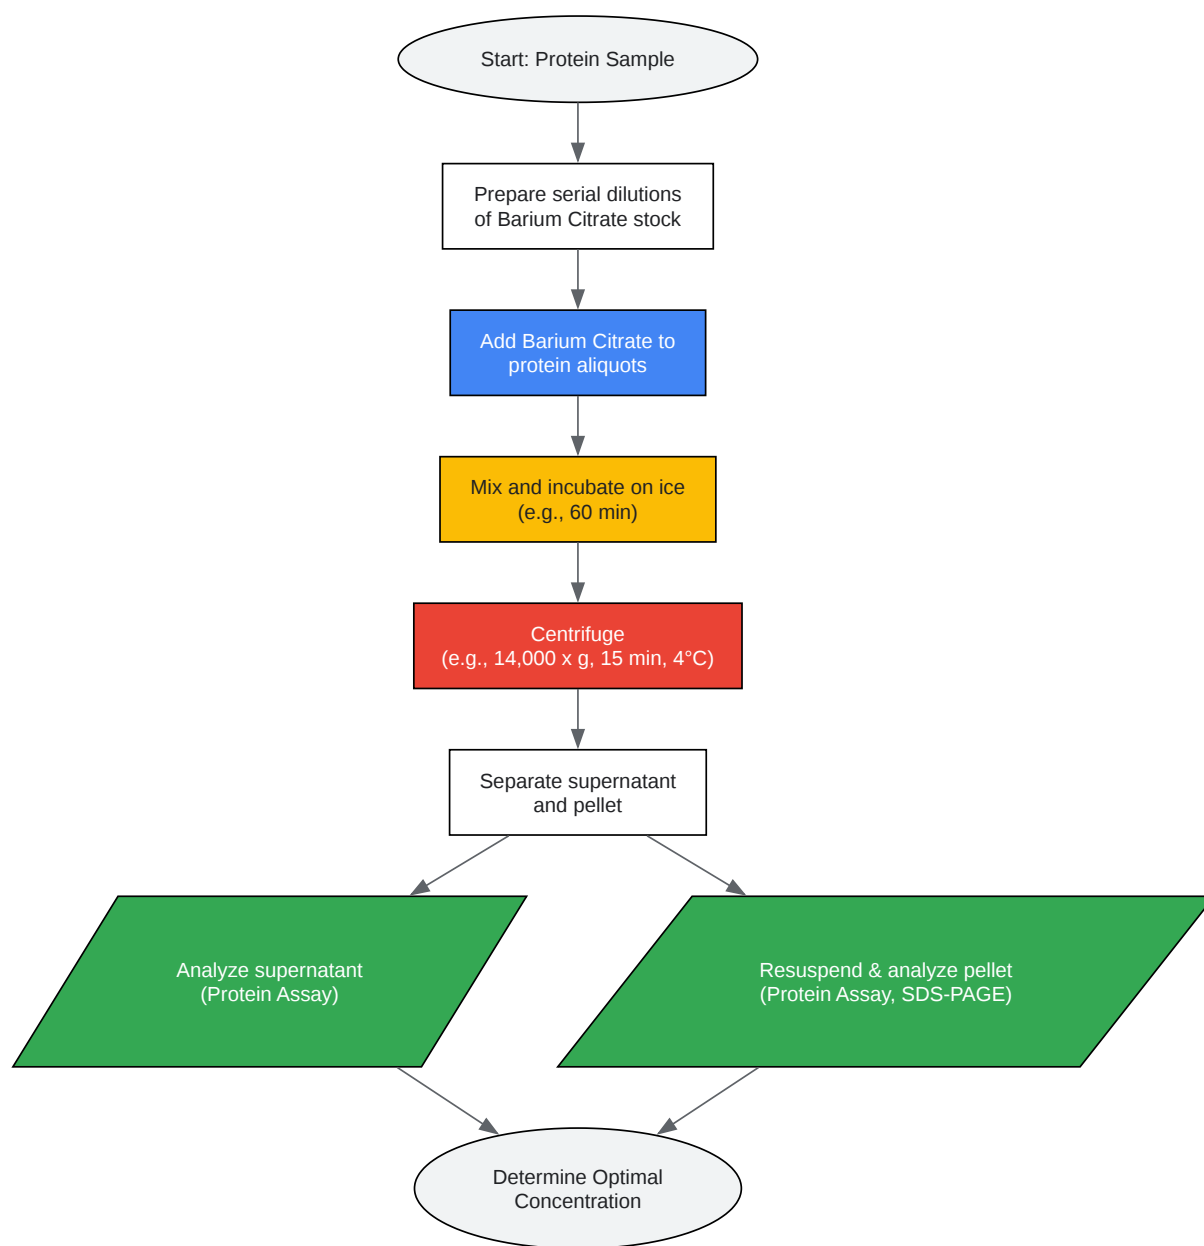 Start: Protein Sample
Prepare serial dilutions
of Barium Citrate stock
Add Barium Citrate to
protein aliquots
Mix and incubate on ice
(e.g., 60 min)
Centrifuge
(e.g., 14,000 x g, 15 min, 4°C)
Separate supernatant
and pellet
Analyze supernatant
(Protein Assay)
Resuspend & analyze pellet
(Protein Assay, SDS-PAGE)
Determine Optimal
Concentration